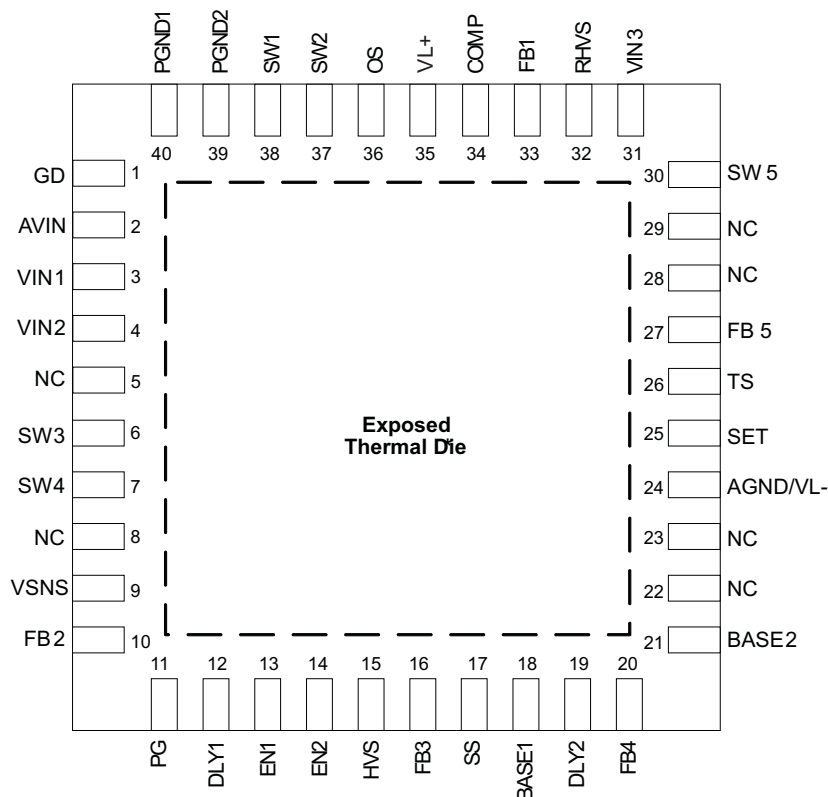 PGND1
PGND2
SW1
SW2
OS
VL+
COMP
FB1
RHVS
VIN3
40
39
38
37
36
35
34
33
32
31
GD 1
AVIN 2
VIN1 3
VIN2 4
NC 5
SW3 6
SW4 7
NC 8
VSNS 9
FB2 10
30 SW 5
29 NC
28 NC
27 FB 5
26 TS
25 SET
24 AGND/VL-
23 NC
22 NC
21 BASE2
Exposed
Thermal Die*
11
12
13
14
15
16
17
18
19
20
PG
DLY1
EN1
EN2
HVS
FB3
SS
BASE1
DLY2
FB4